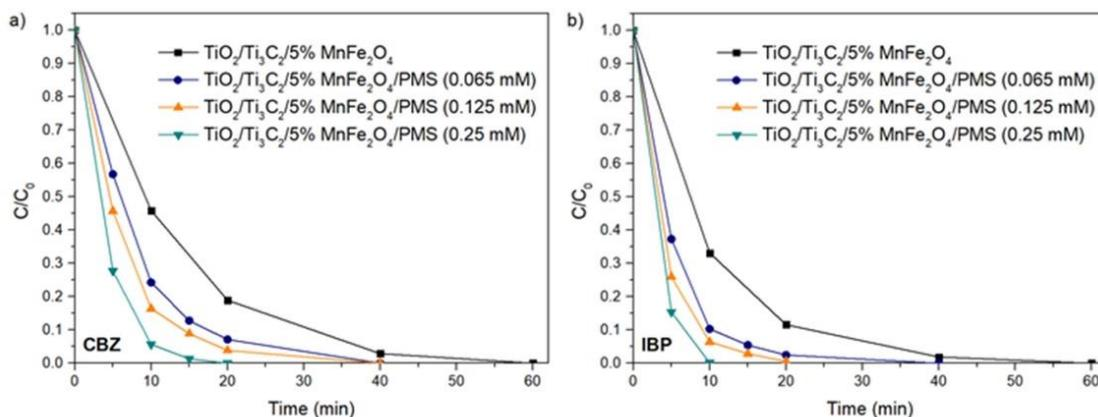 a)
TiO₂/Ti₃C₂/5% MnFe₂O₄
TiO₂/Ti₃C₂/5% MnFe₂O₄/PMS (0.065 mM)
TiO₂/Ti₃C₂/5% MnFe₂O₄/PMS (0.125 mM)
TiO₂/Ti₃C₂/5% MnFe₂O₄/PMS (0.25 mM)
C/C₀
1.0
0.9
0.8
0.7
0.6
0.5
0.4
0.3
0.2
0.1
0.0
CBZ
0 10 20 30 40 50 60
Time (min)
b)
TiO₂/Ti₃C₂/5% MnFe₂O₄
TiO₂/Ti₃C₂/5% MnFe₂O₄/PMS (0.065 mM)
TiO₂/Ti₃C₂/5% MnFe₂O₄/PMS (0.125 mM)
TiO₂/Ti₃C₂/5% MnFe₂O₄/PMS (0.25 mM)
C/C₀
1.0
0.9
0.8
0.7
0.6
0.5
0.4
0.3
0.2
0.1
0.0
IBP
0 10 20 30 40 50 60
Time (min)